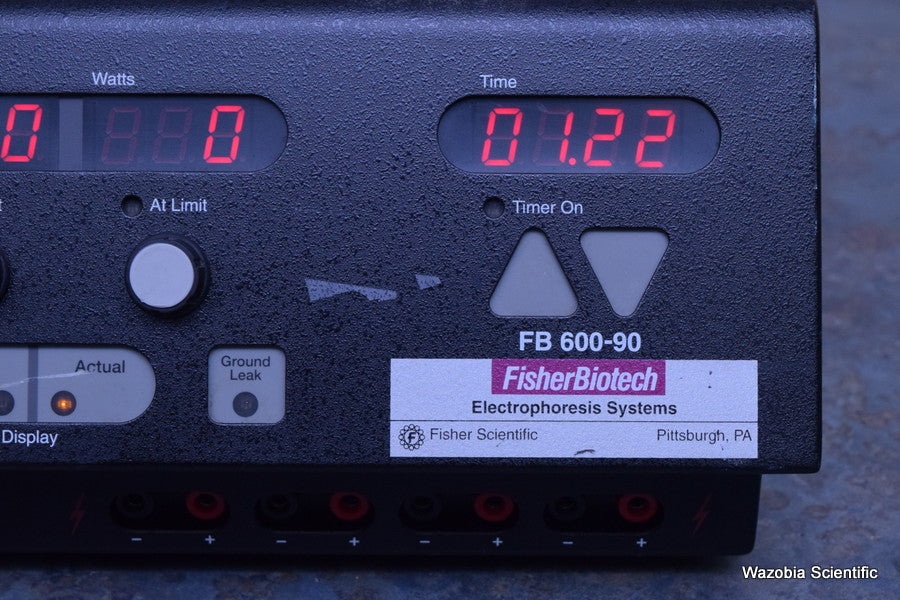 Watts
Time
0
0
01.22
At Limit
Timer On
FB 600-90
Actual
Ground
Leak
FisherBiotech
Electrophoresis Systems
F Fisher Scientific
Pittsburgh, PA
Display
− + − + − + − +
Wazobia Scientific